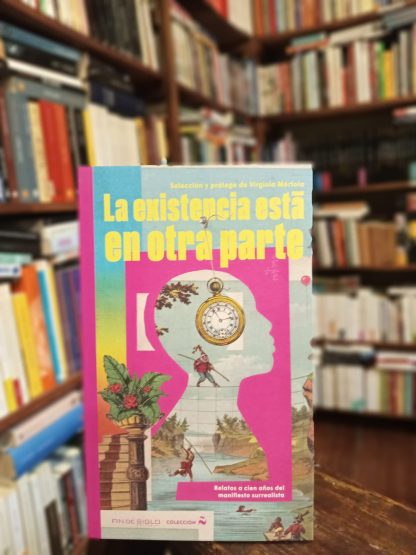 Selección y prólogo de Virginia Mórtola
La existencia está
en otra parte
Relatos a cien años del
manifiesto surrealista
FIN DE SIGLO COLECCIÓN Ñ